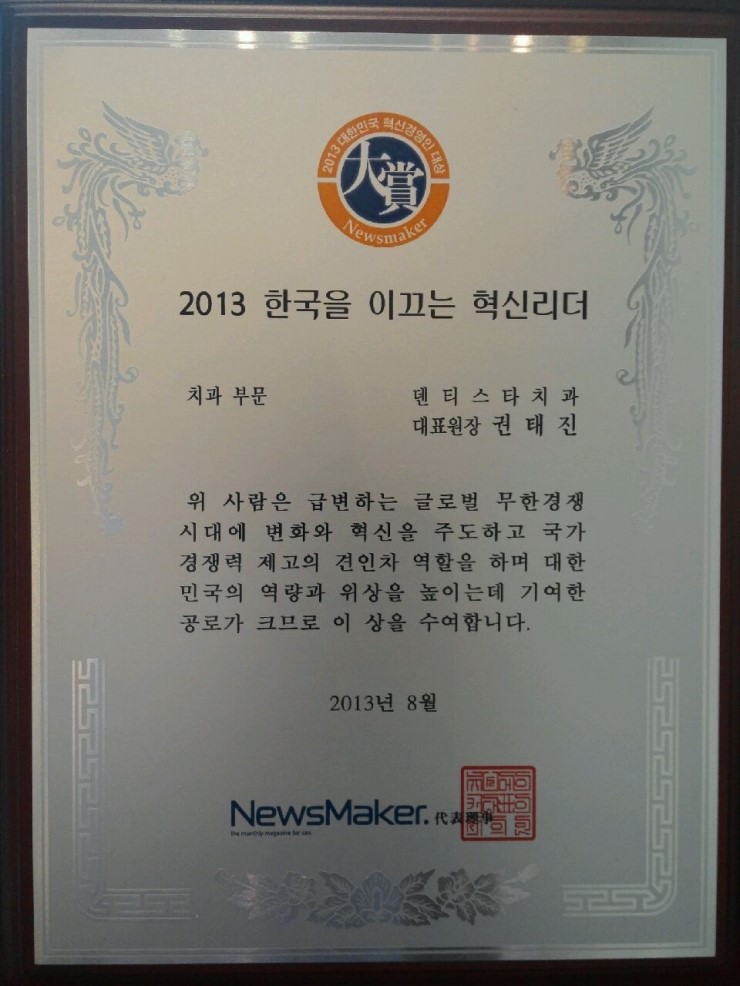 2013 대한민국 혁신경영인 대상
大賞
Newsmaker
2013 한국을 이끄는 혁신리더
치과 부문
덴티스타치과
대표원장 권태진
위 사람은 급변하는 글로벌 무한경쟁
시대에 변화와 혁신을 주도하고 국가
경쟁력 제고의 견인차 역할을 하며 대한
민국의 역량과 위상을 높이는데 기여한
공로가 크므로 이 상을 수여합니다.
2013년 8월
NewsMaker. 代表理事
the monthly magazine for ceo